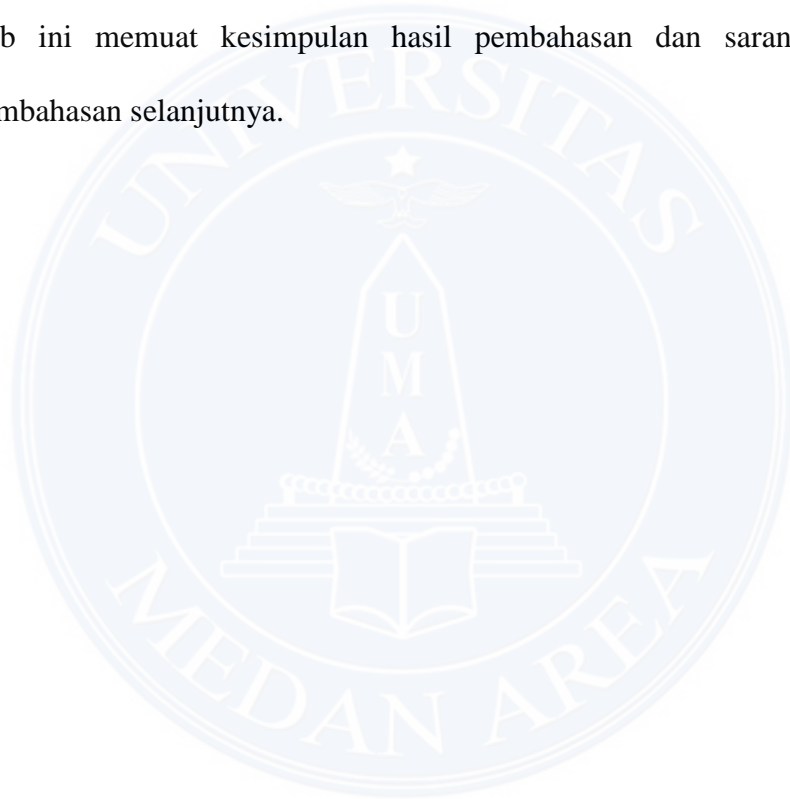 b ini memuat kesimpulan hasil pembahasan dan saran
mbahasan selanjutnya.
UNIVERSITAS
U
M
A
MEDAN AREA